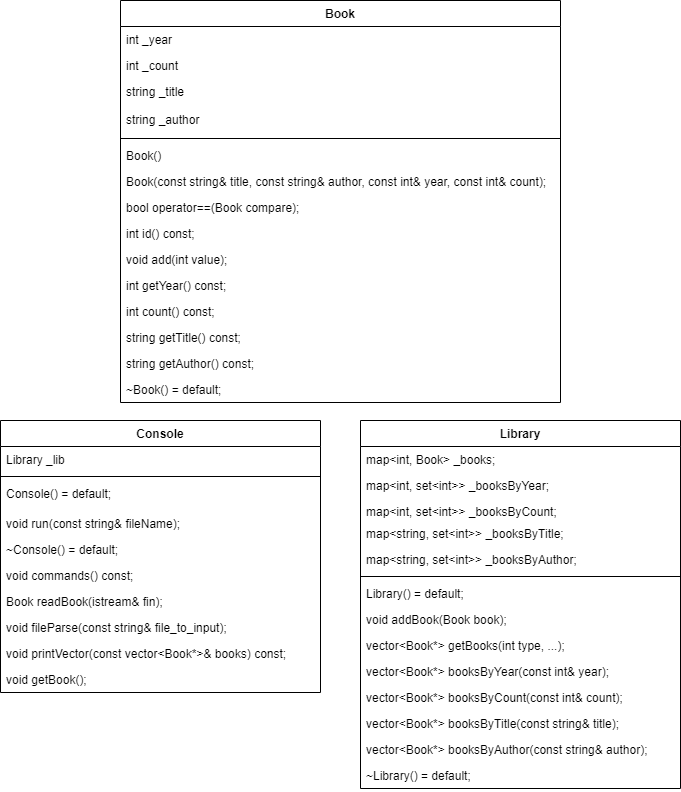 Book
int _year
int _count
string _title
string _author
Book()
Book(const string& title, const string& author, const int& year, const int& count);
bool operator==(Book compare);
int id() const;
void add(int value);
int getYear() const;
int count() const;
string getTitle() const;
string getAuthor() const;
~Book() = default;
Console
Library _lib
Console() = default;
void run(const string& fileName);
~Console() = default;
void commands() const;
Book readBook(istream& fin);
void fileParse(const string& file_to_input);
void printVector(const vector<Book*>& books) const;
void getBook();
Library
map<int, Book> _books;
map<int, set<int>> _booksByYear;
map<int, set<int>> _booksByCount;
map<string, set<int>> _booksByTitle;
map<string, set<int>> _booksByAuthor;
Library() = default;
void addBook(Book book);
vector<Book*> getBooks(int type, ...);
vector<Book*> booksByYear(const int& year);
vector<Book*> booksByCount(const int& count);
vector<Book*> booksByTitle(const string& title);
vector<Book*> booksByAuthor(const string& author);
~Library() = default;